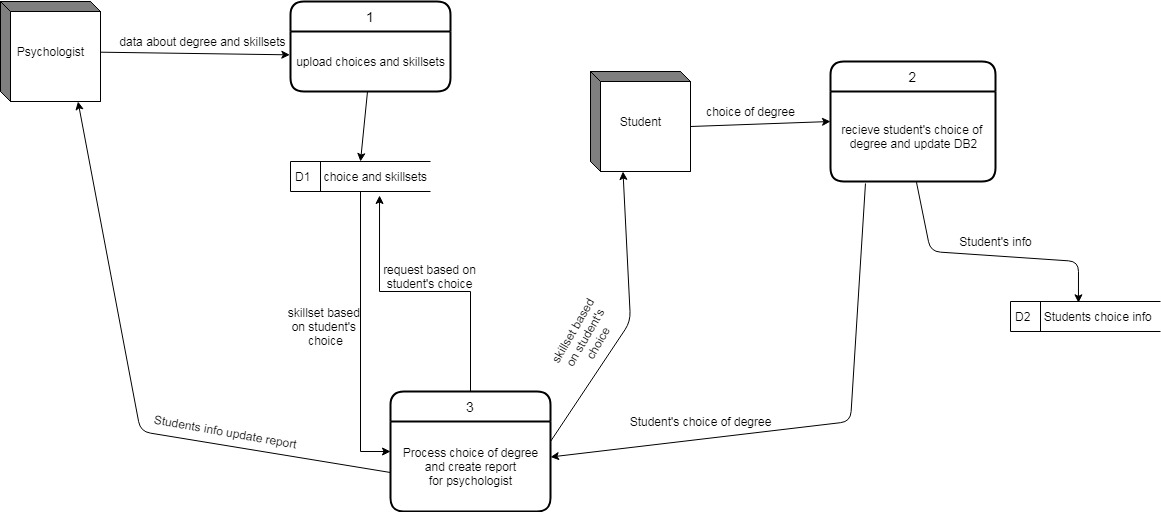 Psychologist
data about degree and skillsets
1
upload choices and skillsets
D1
choice and skillsets
Student
choice of degree
2
recieve student's choice of
degree and update DB2
Student's info
D2
Students choice info
request based on
student's choice
skillset based
on student's
choice
skillset based
on student's
choice
Student's choice of degree
Students info update report
3
Process choice of degree
and create report
for psychologist